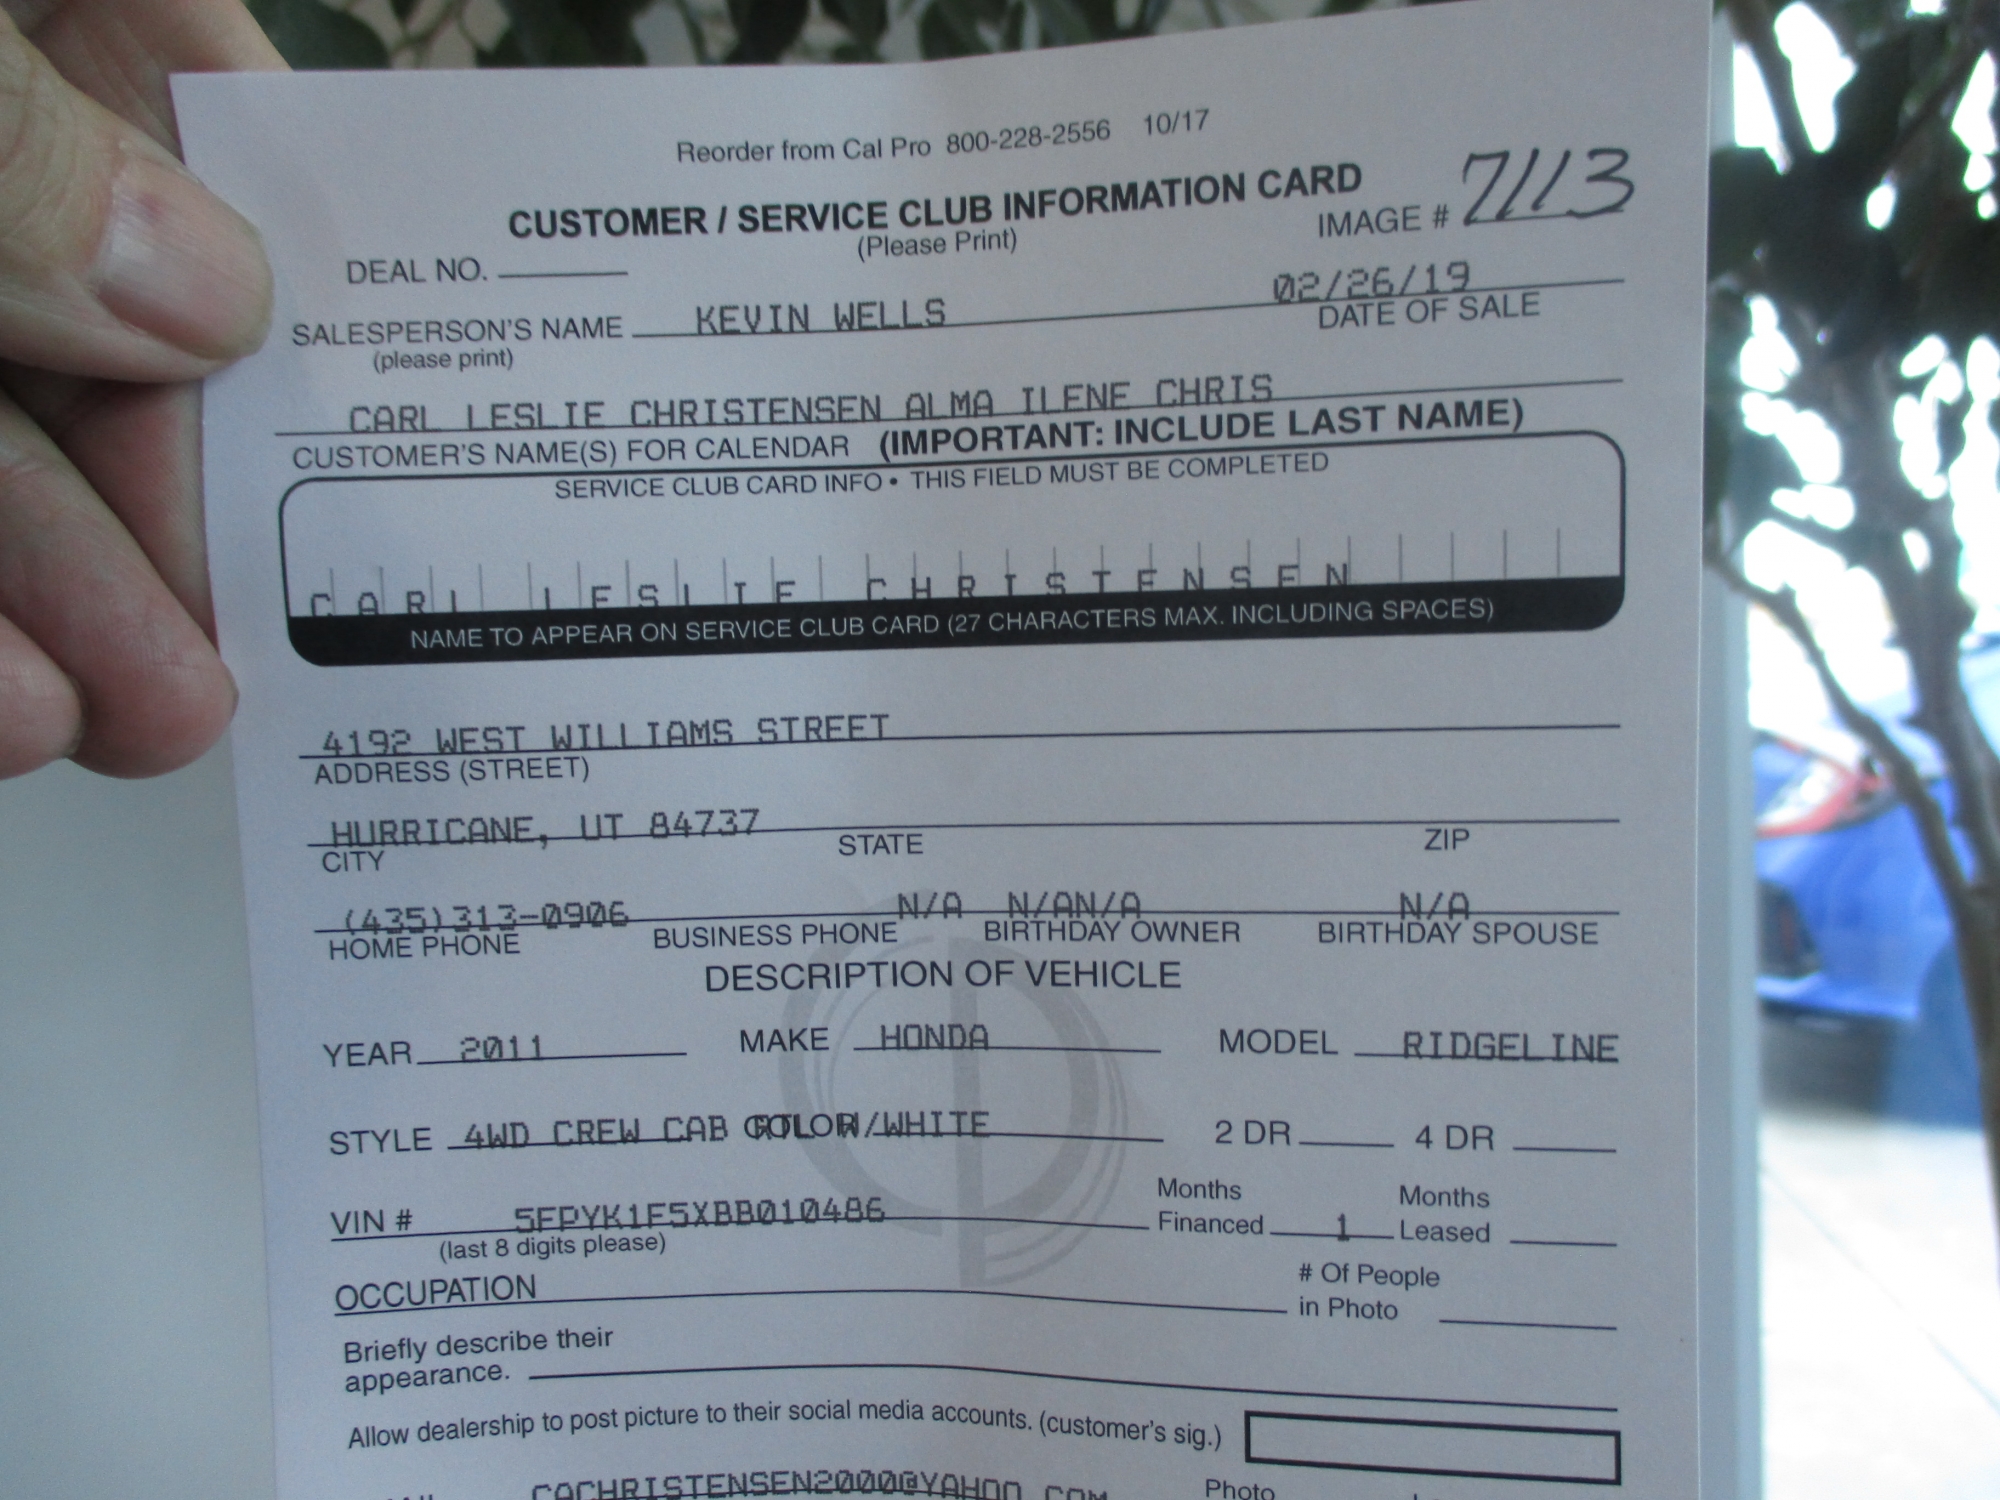 Reorder from Cal Pro 800-228-2556 10/17
CUSTOMER / SERVICE CLUB INFORMATION CARD
(Please Print)
IMAGE # 7113
DEAL NO.
02/26/19
SALESPERSON'S NAME KEVIN WELLS
DATE OF SALE
(please print)
CARL LESLIE CHRISTENSEN ALMA ILENE CHRIS
CUSTOMER'S NAME(S) FOR CALENDAR (IMPORTANT: INCLUDE LAST NAME)
SERVICE CLUB CARD INFO • THIS FIELD MUST BE COMPLETED
CARL LESLIE CHRISTENSEN
NAME TO APPEAR ON SERVICE CLUB CARD (27 CHARACTERS MAX. INCLUDING SPACES)
4192 WEST WILLIAMS STREET
ADDRESS (STREET)
HURRICANE, UT 84737
CITY STATE ZIP
(435)313-0906 N/A N/AN/A N/A
HOME PHONE BUSINESS PHONE BIRTHDAY OWNER BIRTHDAY SPOUSE
DESCRIPTION OF VEHICLE
YEAR 2011 MAKE HONDA MODEL RIDGELINE
STYLE 4WD CREW CAB /WHITE 2 DR 4 DR
VIN # 5FPYK1F5XBB010486
(last 8 digits please)
Months Financed 1
Months Leased
OCCUPATION
# Of People
in Photo
Briefly describe their
appearance.
Allow dealership to post picture to their social media accounts. (customer's sig.)
CACHRISTENSEN2000@YAHOO.COM
Photo